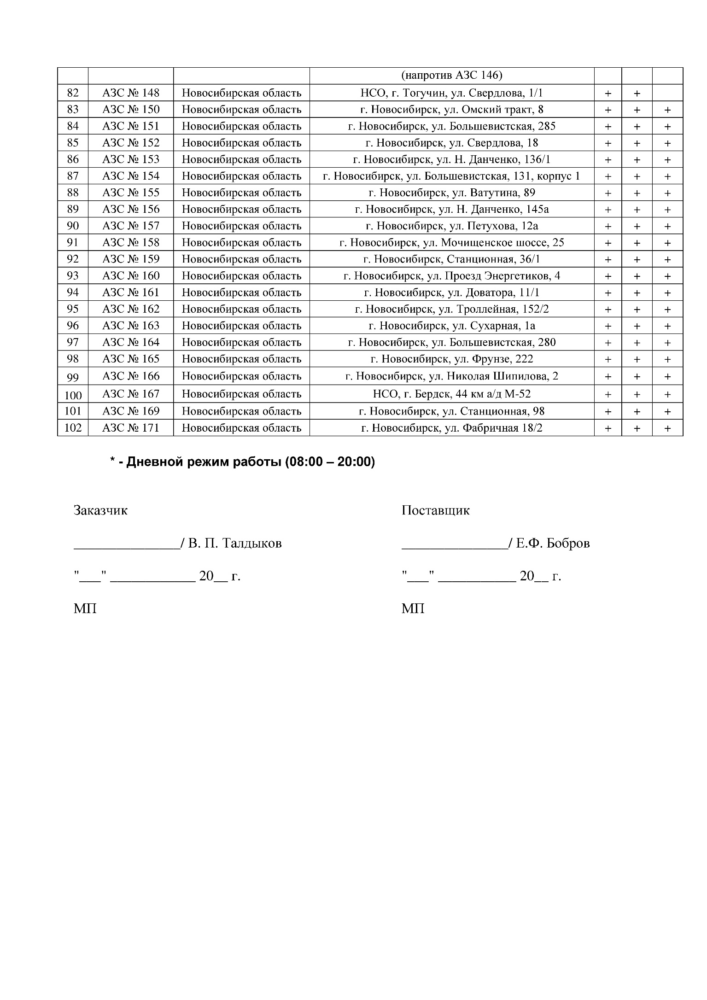 (напротив АЗС 146)
82 АЗС № 148 Новосибирская область НСО, г. Тогучин, ул. Свердлова, 1/1 + +
83 АЗС № 150 Новосибирская область г. Новосибирск, ул. Омский тракт, 8 + + +
84 АЗС № 151 Новосибирская область г. Новосибирск, ул. Большевистская, 285 + + +
85 АЗС № 152 Новосибирская область г. Новосибирск, ул. Свердлова, 18 + + +
86 АЗС № 153 Новосибирская область г. Новосибирск, ул. Н. Данченко, 136/1 + + +
87 АЗС № 154 Новосибирская область г. Новосибирск, ул. Большевистская, 131, корпус 1 + + +
88 АЗС № 155 Новосибирская область г. Новосибирск, ул. Ватутина, 89 + + +
89 АЗС № 156 Новосибирская область г. Новосибирск, ул. Н. Данченко, 145а + + +
90 АЗС № 157 Новосибирская область г. Новосибирск, ул. Петухова, 12а + + +
91 АЗС № 158 Новосибирская область г. Новосибирск, ул. Мочищенское шоссе, 25 + + +
92 АЗС № 159 Новосибирская область г. Новосибирск, Станционная, 36/1 + + +
93 АЗС № 160 Новосибирская область г. Новосибирск, ул. Проезд Энергетиков, 4 + + +
94 АЗС № 161 Новосибирская область г. Новосибирск, ул. Доватора, 11/1 + + +
95 АЗС № 162 Новосибирская область г. Новосибирск, ул. Троллейная, 152/2 + + +
96 АЗС № 163 Новосибирская область г. Новосибирск, ул. Сухарная, 1а + + +
97 АЗС № 164 Новосибирская область г. Новосибирск, ул. Большевистская, 280 + + +
98 АЗС № 165 Новосибирская область г. Новосибирск, ул. Фрунзе, 222 + + +
99 АЗС № 166 Новосибирская область г. Новосибирск, ул. Николая Шипилова, 2 + + +
100 АЗС № 167 Новосибирская область НСО, г. Бердск, 44 км а/д М-52 + + +
101 АЗС № 169 Новосибирская область г. Новосибирск, ул. Станционная, 98 + + +
102 АЗС № 171 Новосибирская область г. Новосибирск, ул. Фабричная 18/2 + + +
* - Дневной режим работы (08:00 – 20:00)
Заказчик Поставщик
_______________/ В. П. Талдыков _______________/ Е.Ф. Бобров
"___" ____________ 20__ г. "___" ___________ 20__ г.
МП МП